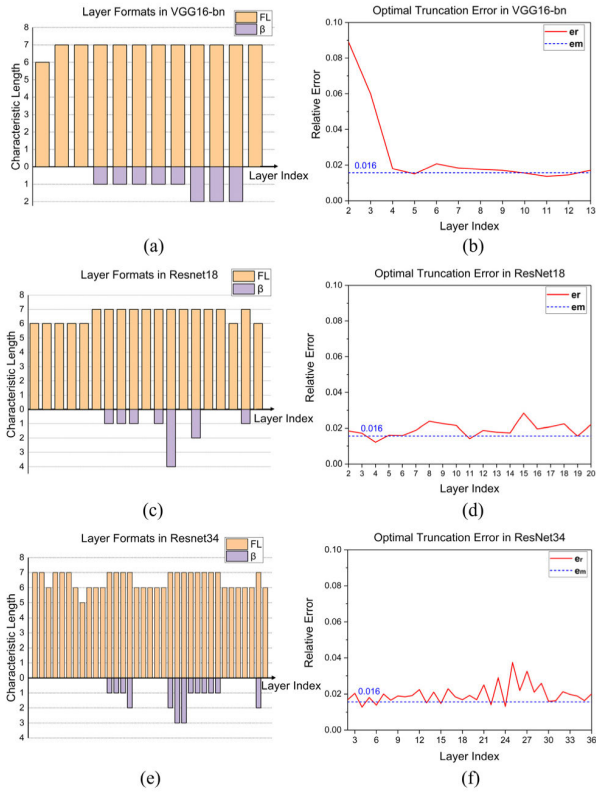 Layer Formats in VGG16-bn
FL
β
Characteristic Length
8
7
6
5
4
3
2
1
0
1
2
Layer Index
(a)
Optimal Truncation Error in VGG16-bn
er
em
Relative Error
0.10
0.08
0.06
0.04
0.02
0.00
0.016
2 3 4 5 6 7 8 9 10 11 12 13
Layer Index
(b)
Layer Formats in Resnet18
FL
β
Characteristic Length
8
7
6
5
4
3
2
1
0
1
2
3
4
Layer Index
(c)
Optimal Truncation Error in ResNet18
er
em
Relative Error
0.10
0.08
0.06
0.04
0.02
0.00
0.016
2 3 4 5 6 7 8 9 10 11 12 13 14 15 16 17 18 19 20
Layer Index
(d)
Layer Formats in Resnet34
FL
β
Characteristic Length
8
7
6
5
4
3
2
1
0
1
2
3
4
Layer Index
(e)
Optimal Truncation Error in ResNet34
er
em
Relative Error
0.10
0.08
0.06
0.04
0.02
0.00
0.016
3 6 9 12 15 18 21 24 27 30 33 36
Layer Index
(f)